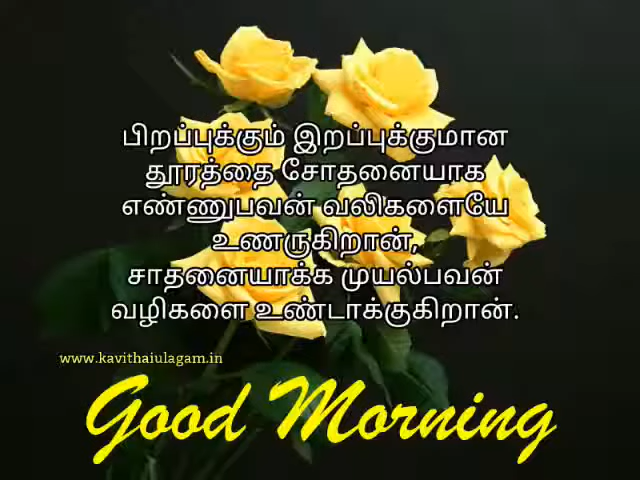 பிறப்புக்கும் இறப்புக்குமான
தூரத்தை சோதனையாக
எண்ணுபவன் வலிகளையே
உணருகிறான்,
சாதனையாக்க முயல்பவன்
வழிகளை உண்டாக்குகிறான்.
www.kavithaiulagam.in
Good Morning